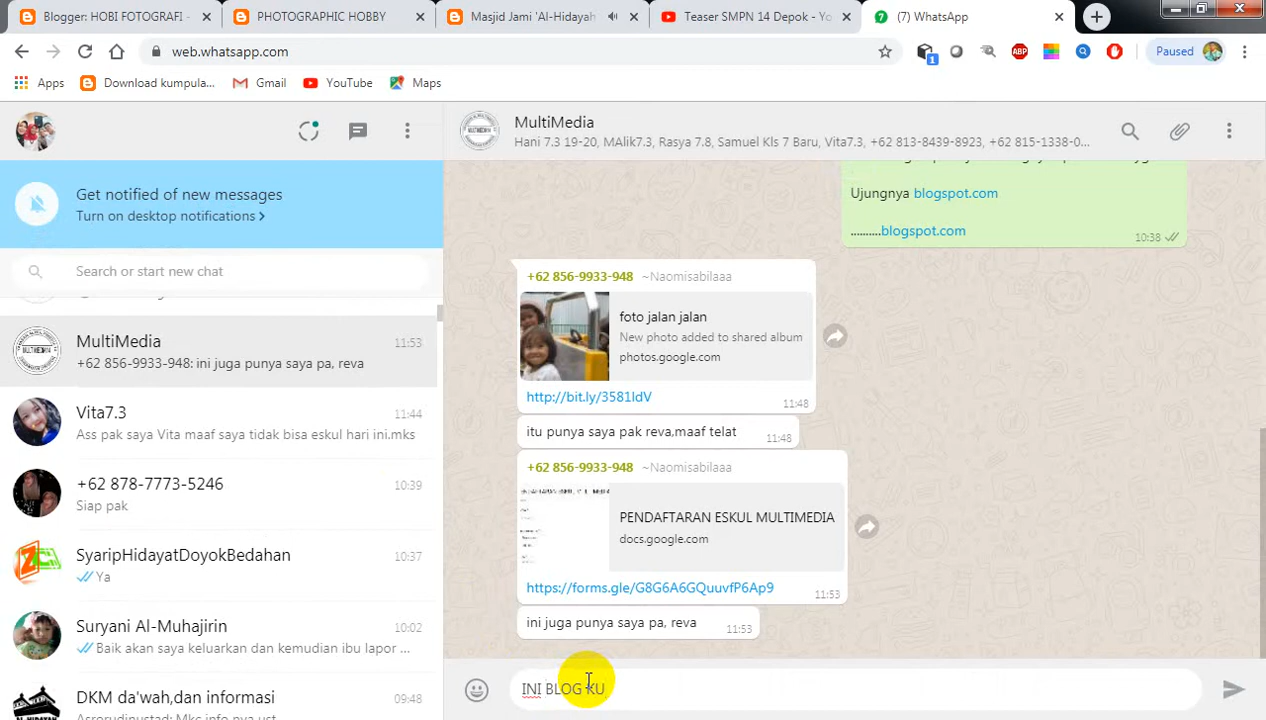 Blogger: HOBI FOTOGRAFI -
PHOTOGRAPHIC HOBBY
Masjid Jami 'Al-Hidayah
Teaser SMPN 14 Depok - Yo
(7) WhatsApp
web.whatsapp.com
1
ABP
Paused
Apps
Download kumpula...
Gmail
YouTube
Maps
MultiMedia
Hani 7.3 19-20, MAlik7.3, Rasya 7.8, Samuel Kls 7 Baru, Vita7.3, +62 813-8439-8923, +62 815-1338-0...
Get notified of new messages
Turn on desktop notifications >
Search or start new chat
MultiMedia
11:53
+62 856-9933-948: ini juga punya saya pa, reva
Vita7.3
11:44
Ass pak saya Vita maaf saya tidak bisa eskul hari ini.mks
+62 878-7773-5246
10:39
Siap pak
SyaripHidayatDoyokBedahan
10:37
Ya
Suryani Al-Muhajirin
10:02
Baik akan saya keluarkan dan kemudian ibu lapor ...
DKM da'wah,dan informasi
09:48
Ujungnya blogspot.com
..........blogspot.com
10:38
+62 856-9933-948 ~Naomisabilaaa
foto jalan jalan
New photo added to shared album
photos.google.com
http://bit.ly/3581ldV
11:48
itu punya saya pak reva,maaf telat
11:48
+62 856-9933-948 ~Naomisabilaaa
PENDAFTARAN ESKUL MULTIMEDIA
docs.google.com
https://forms.gle/G8G6A6GQuuvfP6Ap9
11:53
ini juga punya saya pa, reva
11:53
INI BLOG KU